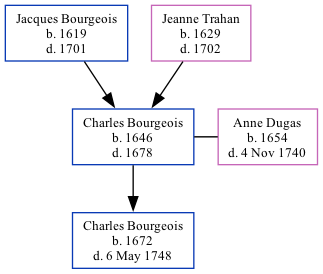 Jacques Bourgeois
b. 1619
d. 1701
Jeanne Trahan
b. 1629
d. 1702
Charles Bourgeois
b. 1646
d. 1678
Anne Dugas
b. 1654
d. 4 Nov 1740
Charles Bourgeois
b. 1672
d. 6 May 1748